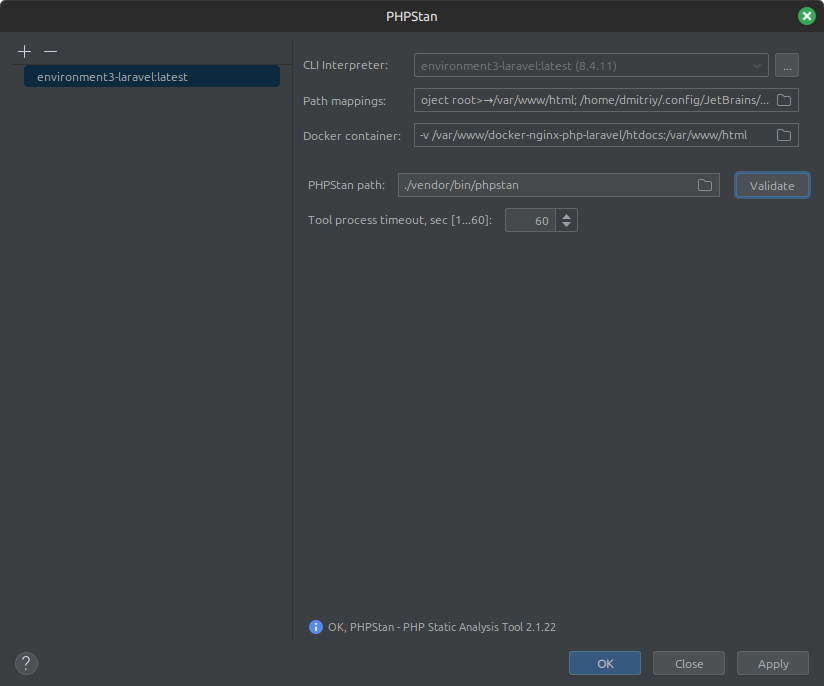 PHPStan
environment3-laravel:latest
CLI Interpreter:
environment3-laravel:latest (8.4.11)
...
Path mappings:
oject root>→/var/www/html; /home/dmitriy/.config/JetBrains/...
Docker container:
-v /var/www/docker-nginx-php-laravel/htdocs:/var/www/html
PHPStan path:
./vendor/bin/phpstan
Validate
Tool process timeout, sec [1...60]:
60
OK, PHPStan - PHP Static Analysis Tool 2.1.22
?
OK
Close
Apply